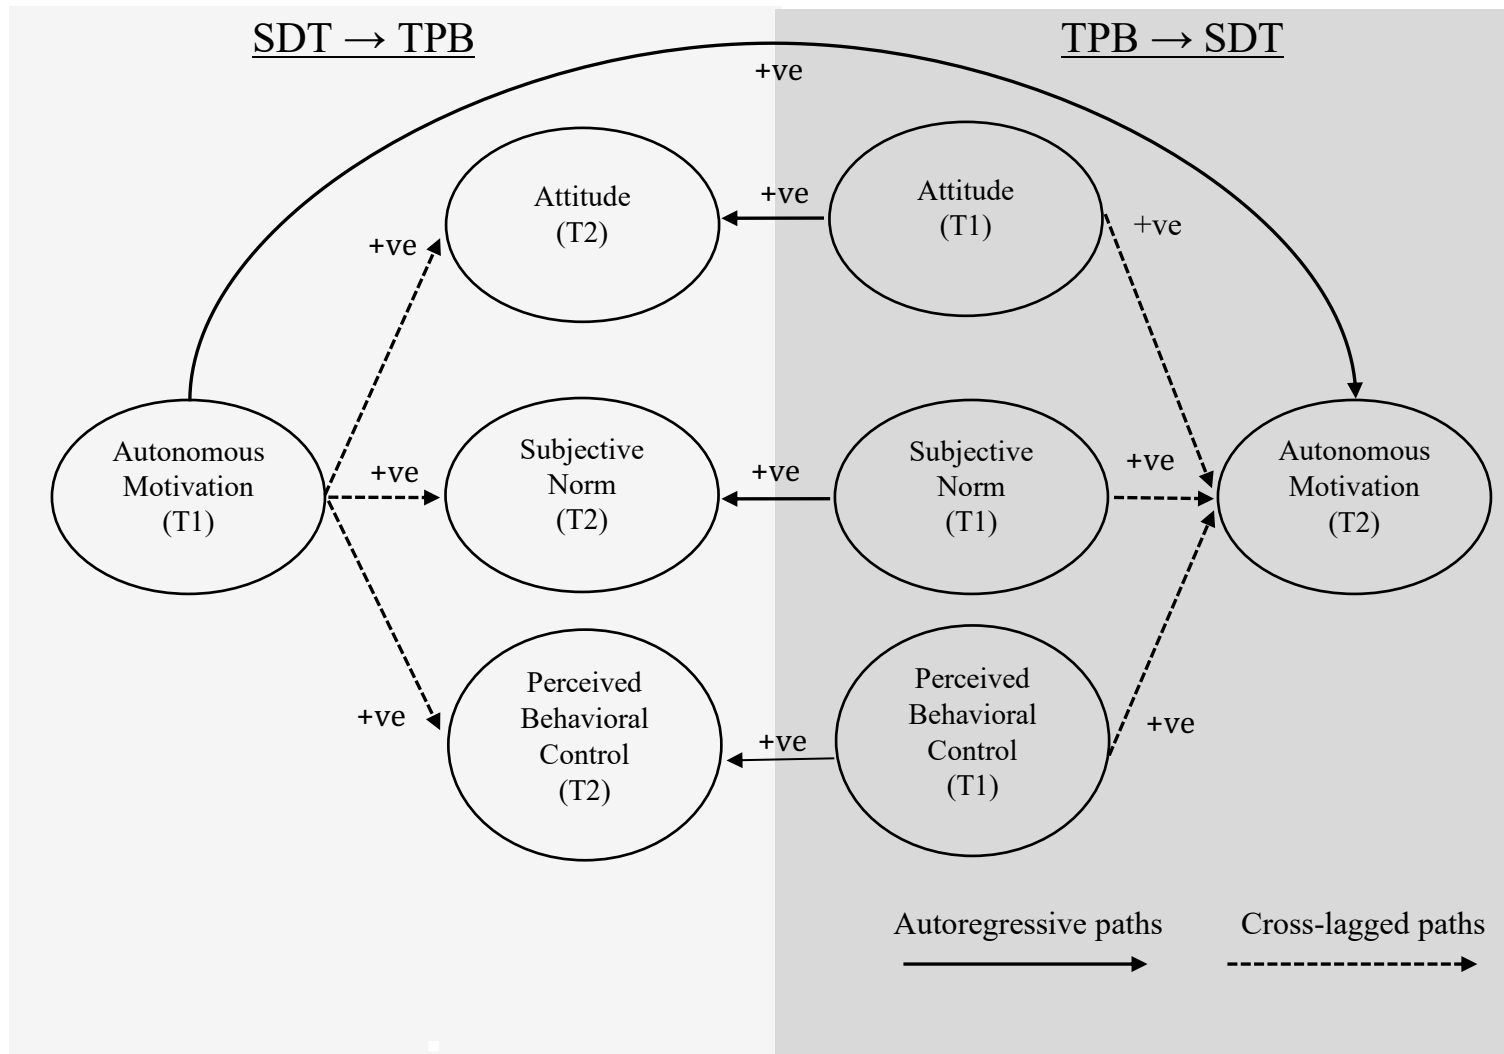 SDT → TPB
TPB → SDT
+ve
Attitude
(T2)
+ve
Attitude
(T1)
+ve
+ve
Autonomous
Motivation
(T1)
+ve
Subjective
Norm
(T2)
+ve
Subjective
Norm
(T1)
+ve
Autonomous
Motivation
(T2)
+ve
Perceived
Behavioral
Control
(T2)
+ve
Perceived
Behavioral
Control
(T1)
+ve
Autoregressive paths
Cross-lagged paths